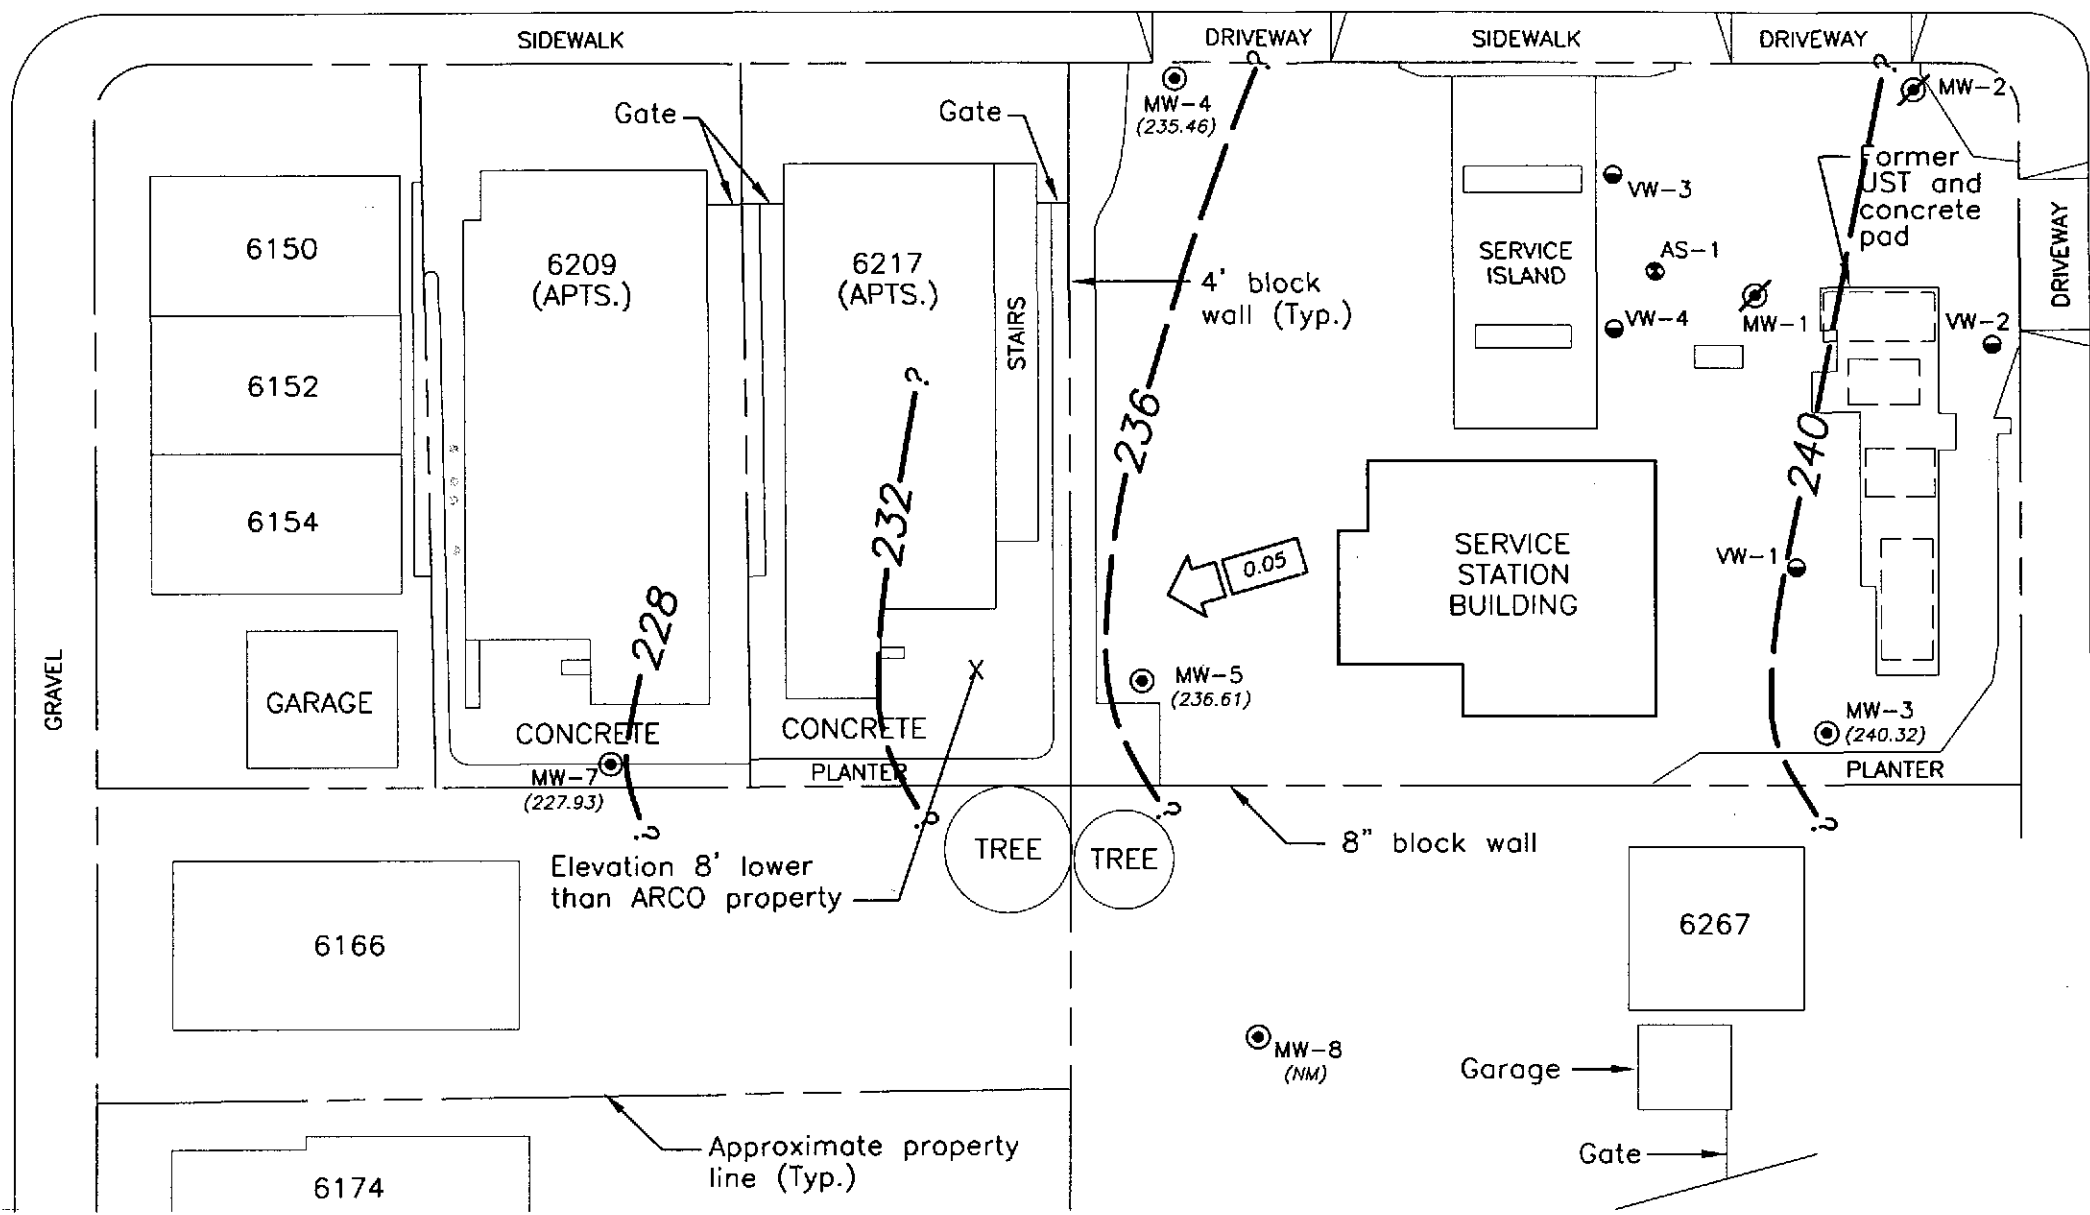 SIDEWALK
DRIVEWAY
SIDEWALK
DRIVEWAY
?
?
MW-4
(235.46)
MW-2
Gate
Gate
Former
UST and
concrete
pad
VW-3
6150
6209
(APTS.)
6217
(APTS.)
STAIRS
4' block
wall (Typ.)
SERVICE
ISLAND
AS-1
MW-1
VW-4
VW-2
DRIVEWAY
6152
?
236
240
6154
232
0.05
SERVICE
STATION
BUILDING
VW-1
228
GRAVEL
GARAGE
X
MW-5
(236.61)
MW-3
(240.32)
CONCRETE
CONCRETE
PLANTER
PLANTER
MW-7
(227.93)
?
?
?
?
TREE
TREE
8" block wall
Elevation 8' lower
than ARCO property
6166
6267
MW-8
(NM)
Garage
Gate
Approximate property
line (Typ.)
6174